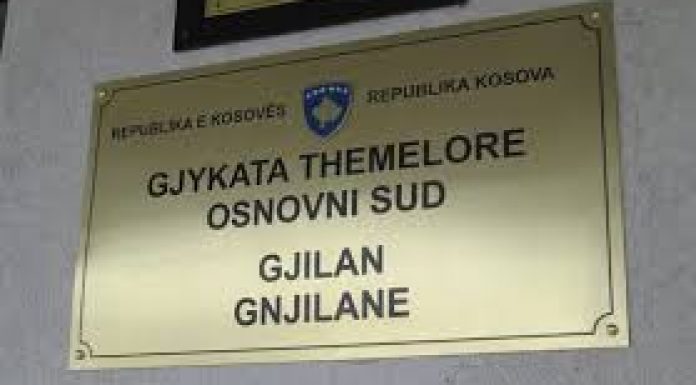 REPUBLIKA E KOSOVËS REPUBLIKA KOSOVA
GJYKATA THEMELORE
OSNOVNI SUD
GJILAN
GNJILANE